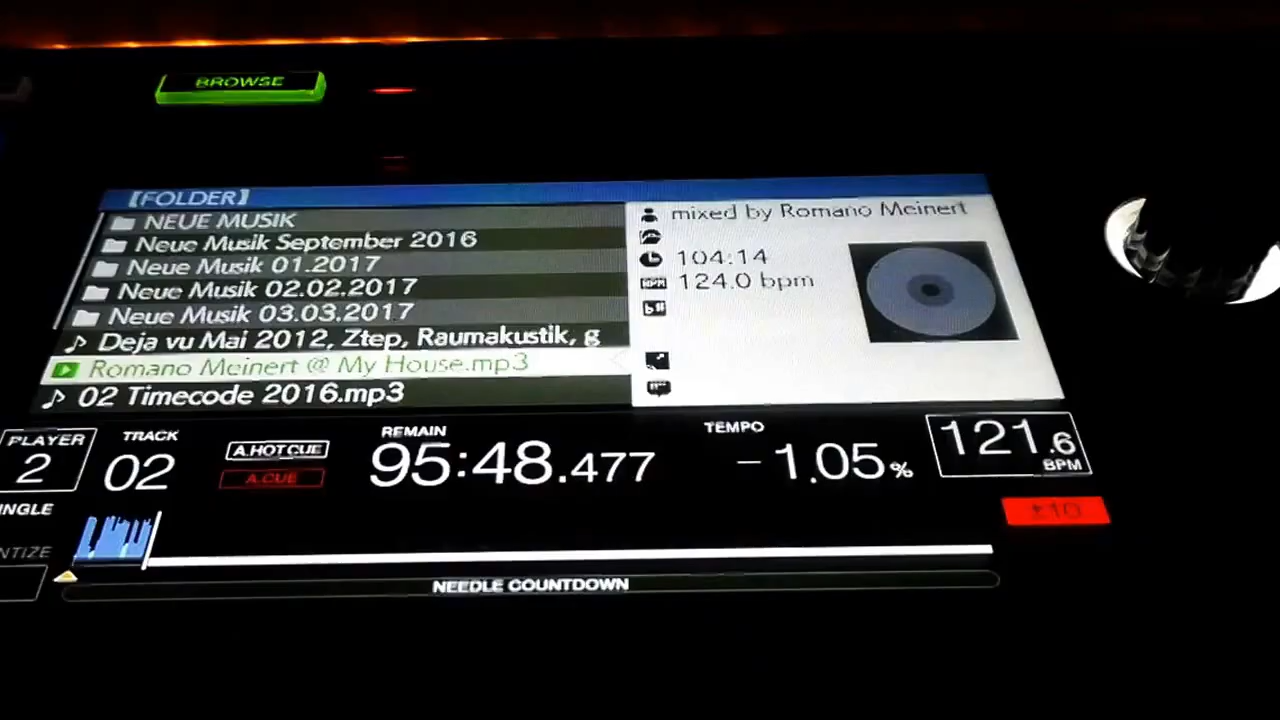 BROWSE
【FOLDER】
NEUE MUSIK
Neue Musik September 2016
Neue Musik 01.2017
Neue Musik 02.02.2017
Neue Musik 03.03.2017
Deja vu Mai 2012, Ztep, Raumakustik, g
Romano Meinert @ My House.mp3
02 Timecode 2016.mp3
mixed by Romano Meinert
104:14
124.0 bpm
PLAYER
2
TRACK
02
A.HOT CUE
A.CUE
REMAIN
95:48.477
TEMPO
-1.05%
121.6
BPM
±10
INGLE
NTIZE
NEEDLE COUNTDOWN